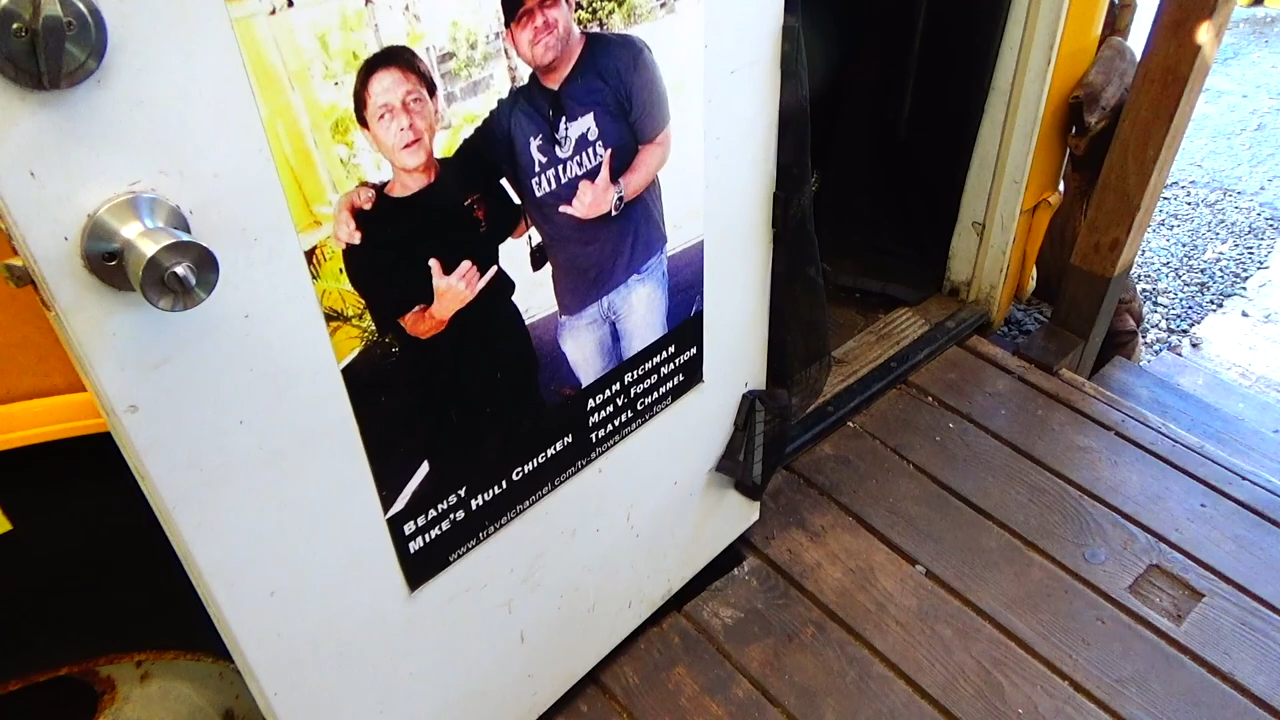 EAT LOCALS
ADAM RICHMAN
MAN V. FOOD NATION
TRAVEL CHANNEL
BEANSY
MIKE'S HULI CHICKEN
www.travelchannel.com/tv-shows/man-v-food